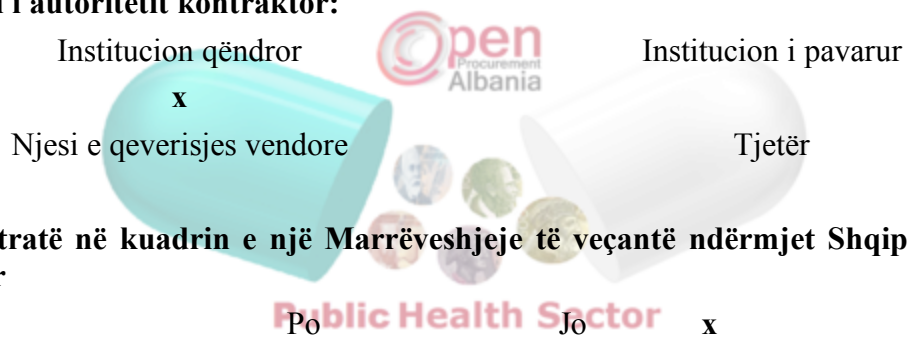 i autoritetit kontraktor:
Institucion qëndror Institucion i pavarur
Open
Procurement
Albania
x
Njesi e qeverisjes vendore Tjetër
tratë në kuadrin e një Marrëveshjeje të veçantë ndërmjet Shqip
Public Health Sector
Po Jo x